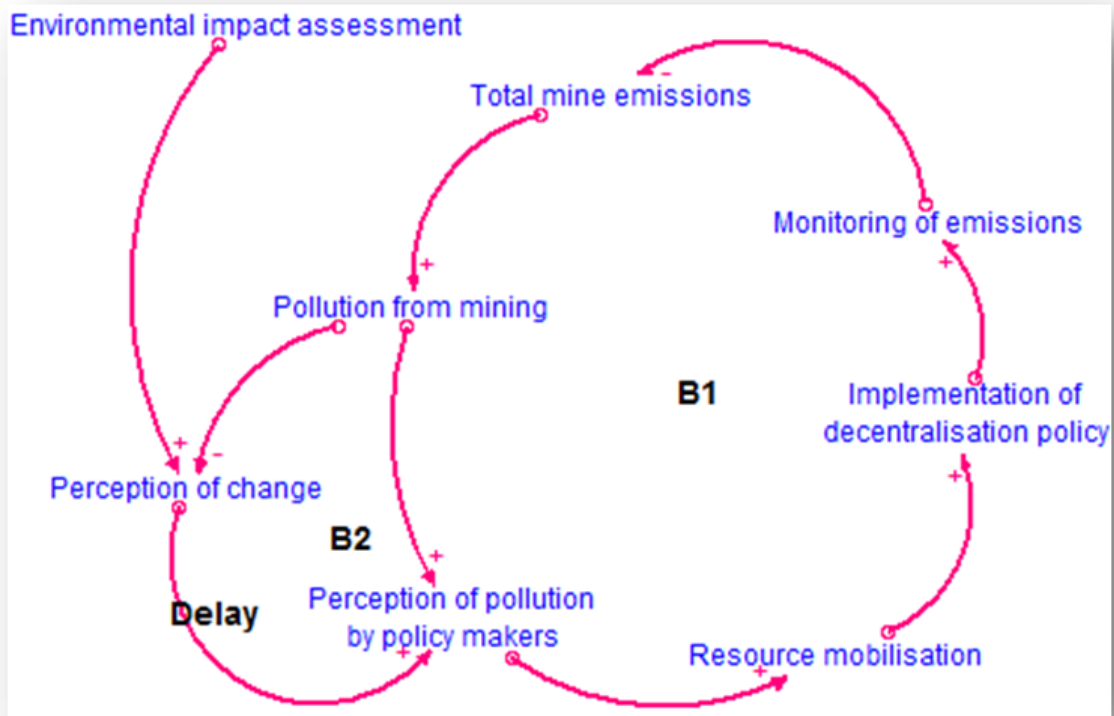 Environmental impact assessment
-
Total mine emissions
Monitoring of emissions
+
+
Pollution from mining
B1
Implementation of
decentralisation policy
+
-
+
Perception of change
B2
+
Perception of pollution
by policy makers
Delay
+
Resource mobilisation
+